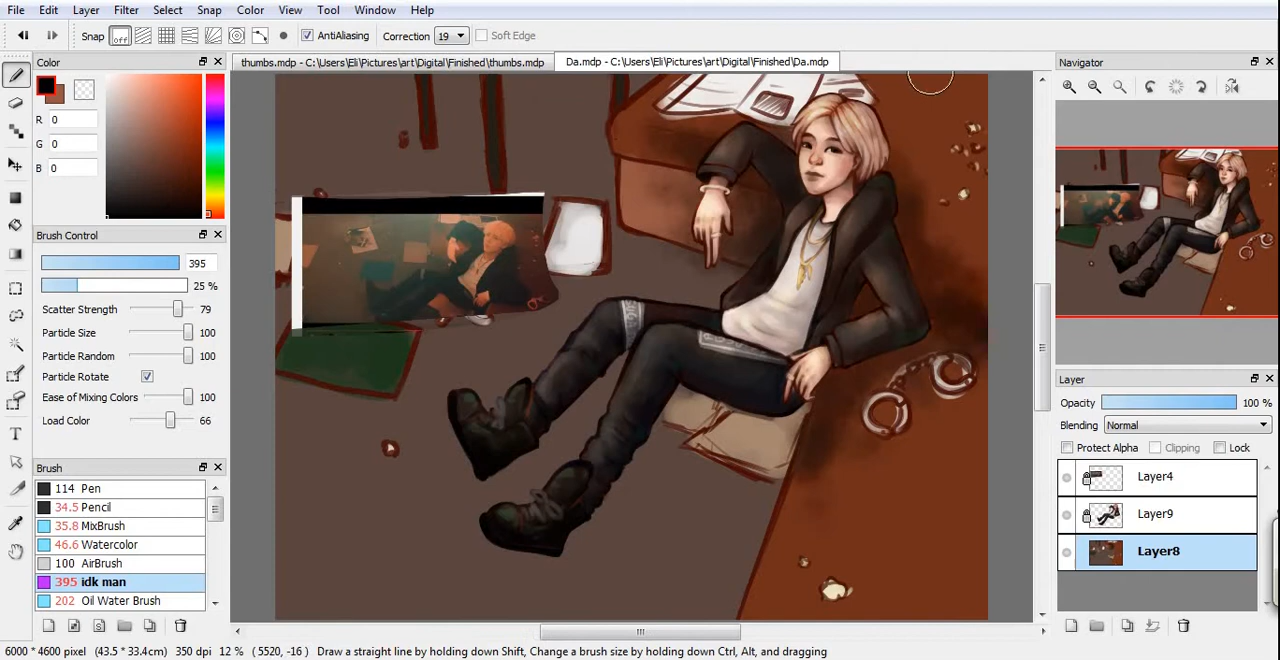 File Edit Layer Filter Select Snap Color View Tool Window Help
Snap off AntiAliasing Correction 19 Soft Edge
Color
R 0
G 0
B 0
Brush Control
395
25 %
Scatter Strength 79
Particle Size 100
Particle Random 100
Particle Rotate
Ease of Mixing Colors 100
Load Color 66
Brush
114 Pen
34.5 Pencil
35.8 MixBrush
46.6 Watercolor
100 AirBrush
395 idk man
202 Oil Water Brush
thumbs.mdp - C:\Users\Eli\Pictures\art\Digital\Finished\thumbs.mdp
Da.mdp - C:\Users\Eli\Pictures\art\Digital\Finished\Da.mdp
Navigator
Layer
Opacity 100 %
Blending Normal
Protect Alpha Clipping Lock
Layer4
Layer9
Layer8
6000 * 4600 pixel (43.5 * 33.4cm) 350 dpi 12 % ( 5520, -16 ) Draw a straight line by holding down Shift, Change a brush size by holding down Ctrl, Alt, and dragging